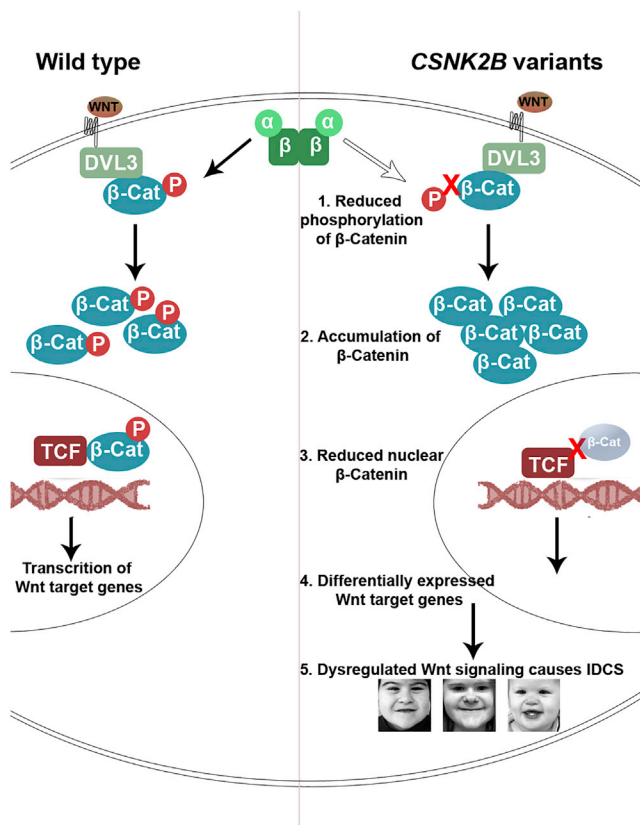 Wild type
CSNK2B variants
WNT
WNT
α
α
β
β
DVL3
DVL3
β-Cat
P
P
X
β-Cat
1. Reduced
phosphorylation
of β-Catenin
β-Cat
P
P
β-Cat
β-Cat
P
β-Cat
β-Cat
β-Cat
β-Cat
β-Cat
2. Accumulation of
β-Catenin
P
TCF
β-Cat
3. Reduced nuclear
β-Catenin
β-Cat
X
TCF
Transcrition of
Wnt target genes
4. Differentially expressed
Wnt target genes
5. Dysregulated Wnt signaling causes IDCS